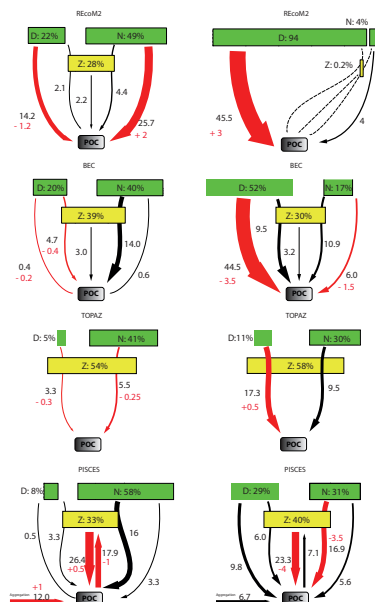 REcoM2
D: 22%
N: 49%
Z: 28%
2.1
2.2
4.4
14.2
- 1.2
25.7
+ 2
POC
REcoM2
N: 4%
D: 94
Z: 0.2%
45.5
+ 3
4
POC
BEC
D: 20%
N: 40%
Z: 39%
4.7
- 0.4
3.0
14.0
0.4
- 0.2
0.6
POC
BEC
D: 52%
N: 17%
Z: 30%
9.5
3.2
10.9
44.5
- 3.5
6.0
- 1.5
POC
TOPAZ
D: 5%
N: 41%
Z: 54%
3.3
- 0.3
5.5
- 0.25
POC
TOPAZ
D:11%
N: 30%
Z: 58%
17.3
+0.5
9.5
POC
PISCES
D: 8%
N: 58%
Z: 33%
0.5
3.3
26.4
+0.5
17.9
-1
16
3.3
+1
Aggregation
12.0
POC
PISCES
D: 29%
N: 31%
Z: 40%
6.0
23.3
-4
7.1
-3.5
16.9
9.8
5.6
Aggregation
6.7
POC